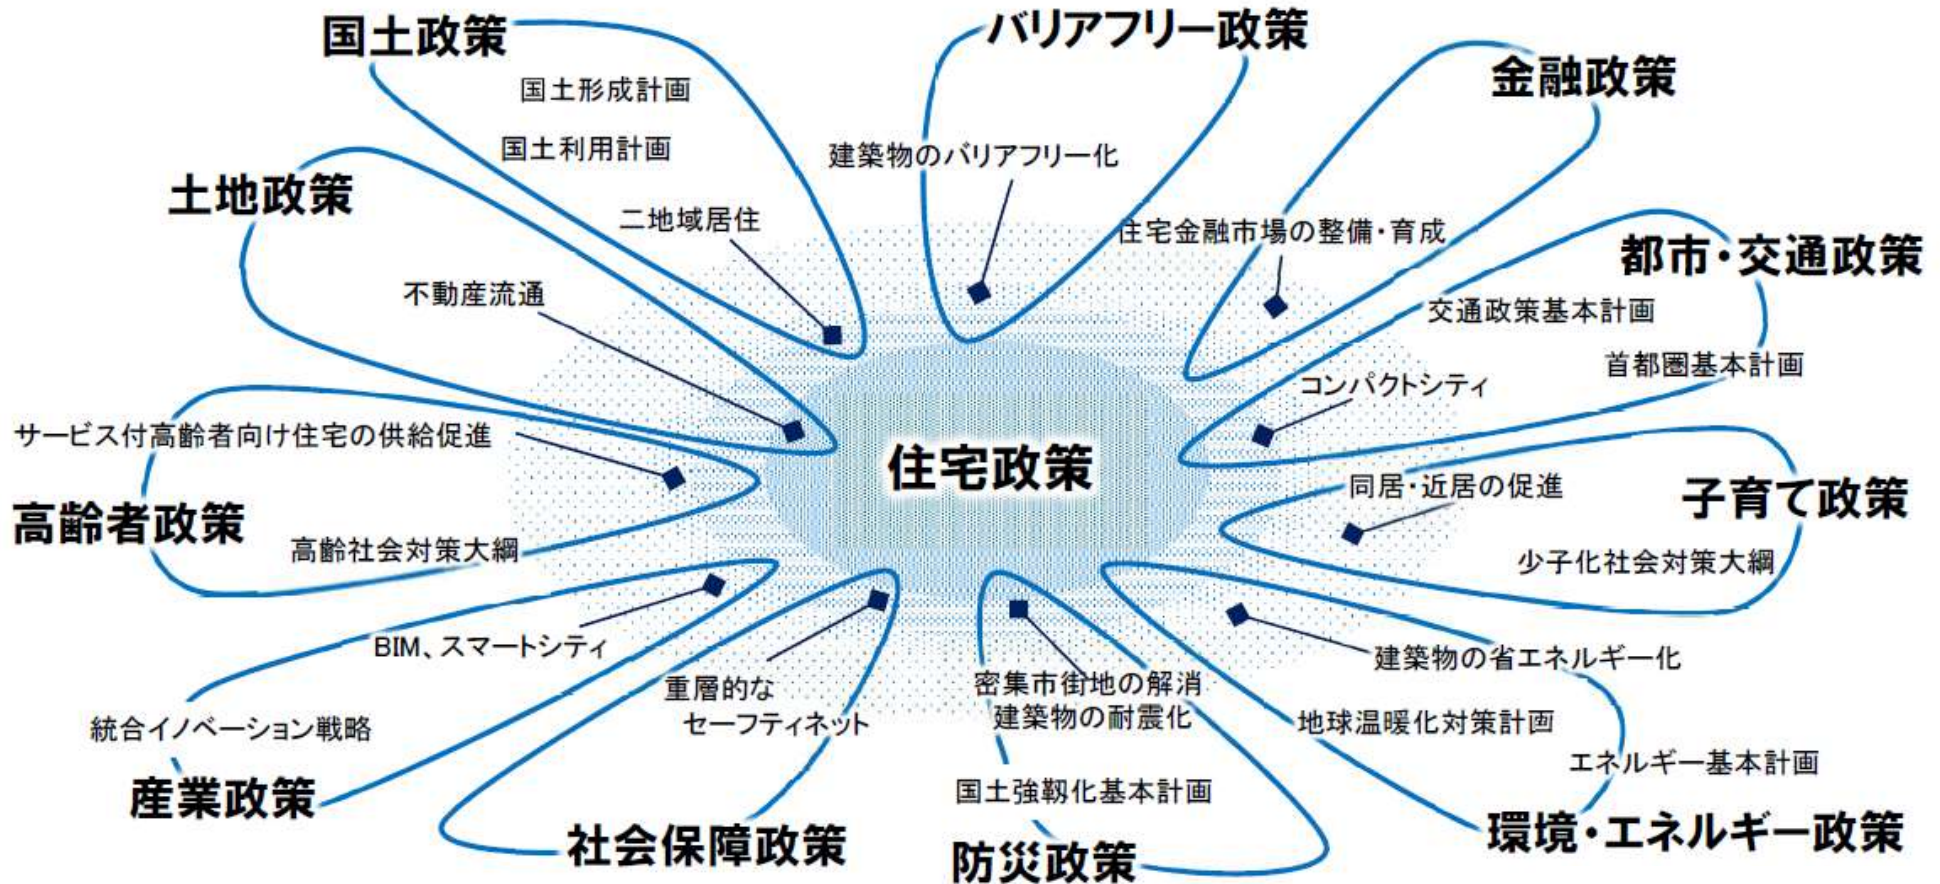 国土政策
国土形成計画
国土利用計画
二地域居住
バリアフリー政策
建築物のバリアフリー化
金融政策
住宅金融市場の整備・育成
土地政策
不動産流通
都市・交通政策
交通政策基本計画
首都圏基本計画
コンパクトシティ
サービス付高齢者向け住宅の供給促進
高齢者政策
高齢社会対策大綱
住宅政策
同居・近居の促進
子育て政策
少子化社会対策大綱
BIM、スマートシティ
統合イノベーション戦略
産業政策
重層的な
セーフティネット
社会保障政策
密集市街地の解消
建築物の耐震化
国土強靱化基本計画
防災政策
建築物の省エネルギー化
地球温暖化対策計画
エネルギー基本計画
環境・エネルギー政策